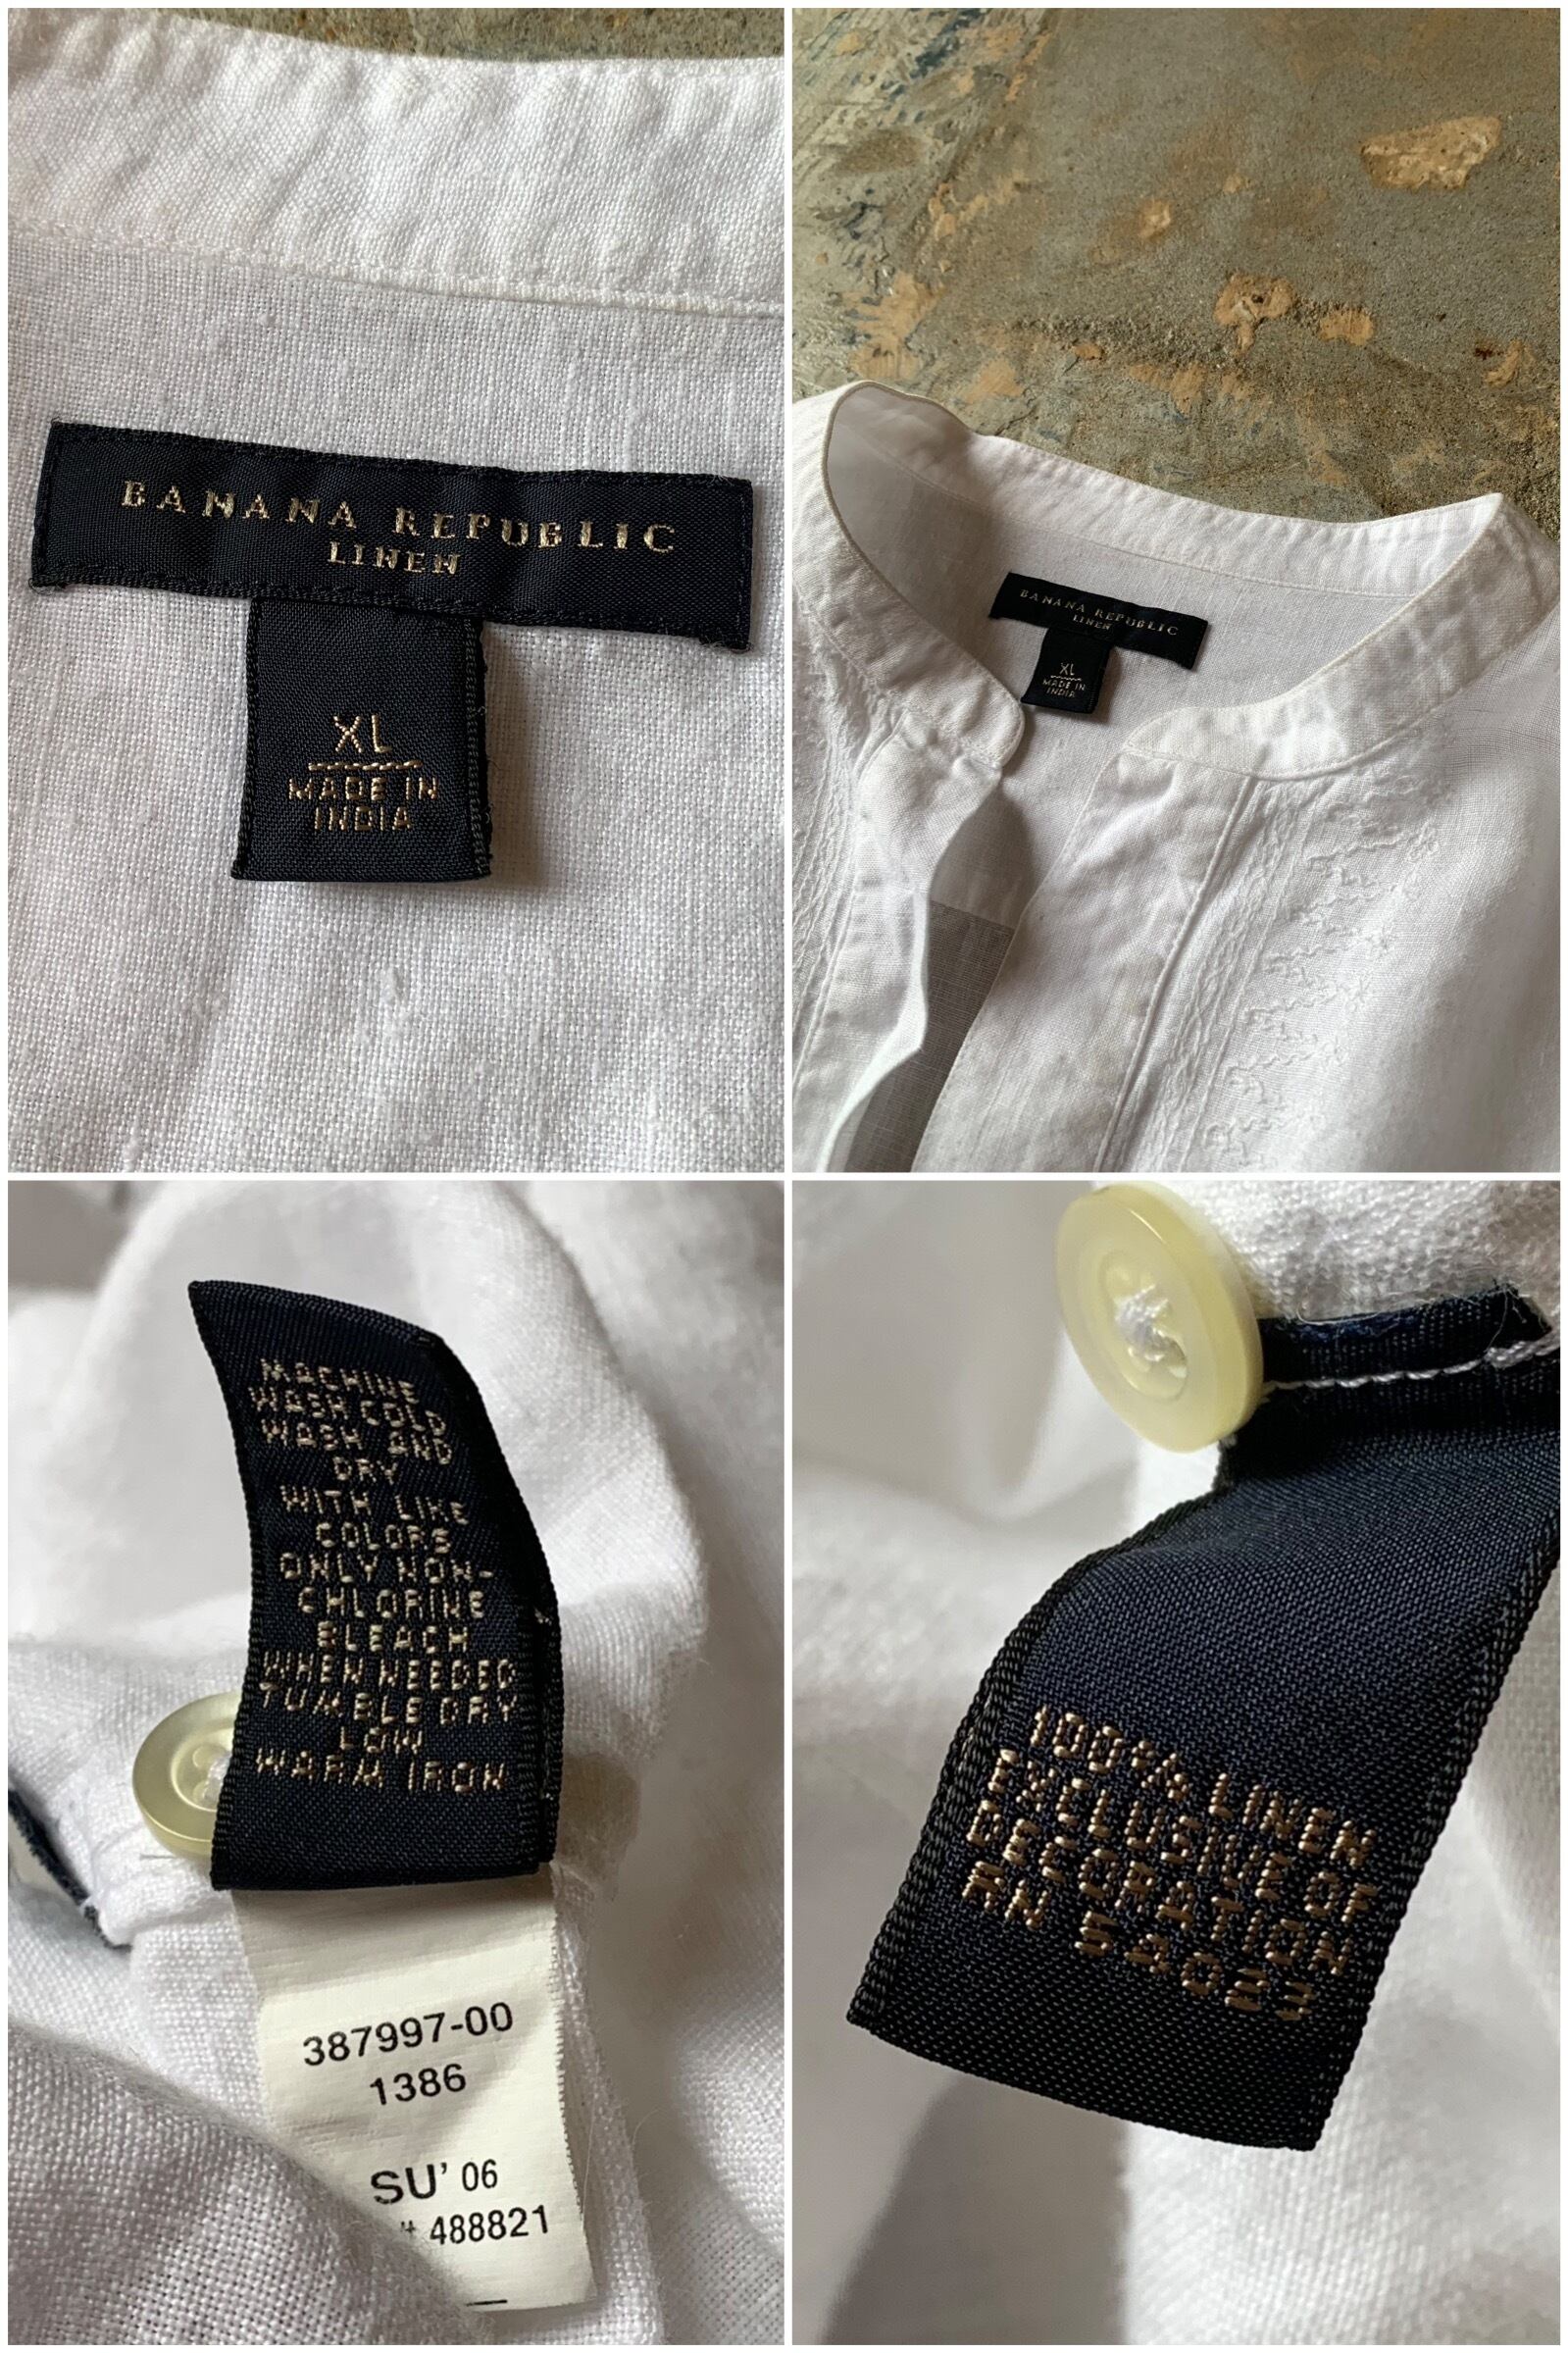 BANANA REPUBLIC
LINEN
XL
MADE IN
INDIA
BANANA REPUBLIC
LINEN
XL
MADE IN
INDIA
MACHINE
WASH COLD
WASH AND
DRY
WITH LIKE
COLORS
ONLY NON-
CHLORINE
BLEACH
WHEN NEEDED
TUMBLE DRY
LOW
WARM IRON
387997-00
1386
SU' 06
# 488821
100% LINEN
EXCLUSIVE OF
DECORATION
RN 54023